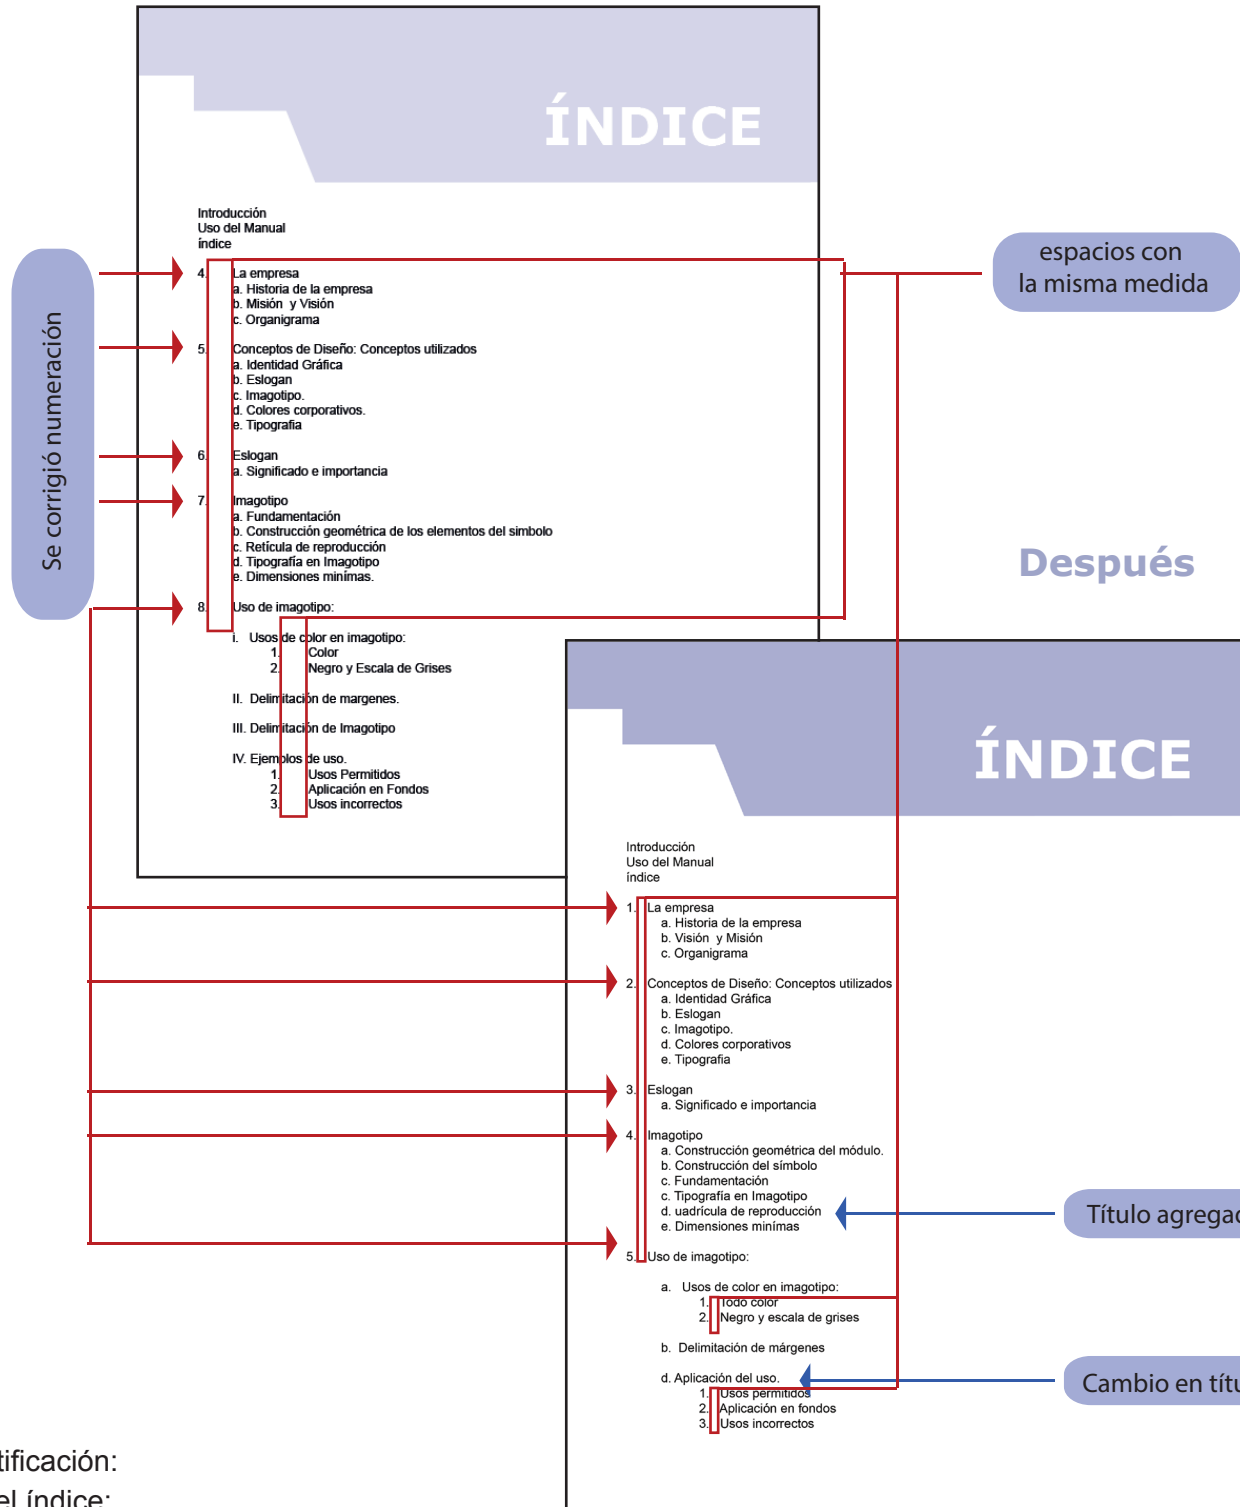 ÍNDICE
Introducción
Uso del Manual
índice
4. La empresa
a. Historia de la empresa
b. Misión y Visión
c. Organigrama
5. Conceptos de Diseño: Conceptos utilizados
a. Identidad Gráfica
b. Eslogan
c. Imagotipo.
d. Colores corporativos.
e. Tipografia
6. Eslogan
a. Significado e importancia
7. Imagotipo
a. Fundamentación
b. Construcción geométrica de los elementos del simbolo
c. Retícula de reproducción
d. Tipografía en Imagotipo
e. Dimensiones minímas.
8. Uso de imagotipo:
i. Usos de color en imagotipo:
1. Color
2. Negro y Escala de Grises
II. Delimitación de margenes.
III. Delimitación de Imagotipo
IV. Ejemplos de uso.
1. Usos Permitidos
2. Aplicación en Fondos
3. Usos incorrectos
Se corrigió numeración
espacios con
la misma medida
Después
ÍNDICE
Introducción
Uso del Manual
índice
1. La empresa
a. Historia de la empresa
b. Visión y Misión
c. Organigrama
2. Conceptos de Diseño: Conceptos utilizados
a. Identidad Gráfica
b. Eslogan
c. Imagotipo.
d. Colores corporativos
e. Tipografia
3. Eslogan
a. Significado e importancia
4. Imagotipo
a. Construcción geométrica del módulo.
b. Construcción del símbolo
c. Fundamentación
c. Tipografía en Imagotipo
d. uadrícula de reproducción
e. Dimensiones minímas
5. Uso de imagotipo:
a. Usos de color en imagotipo:
1. Todo color
2. Negro y escala de grises
b. Delimitación de márgenes
d. Aplicación del uso.
1. Usos permitidos
2. Aplicación en fondos
3. Usos incorrectos
Título agregad
Cambio en títu
tificación:
el índice: